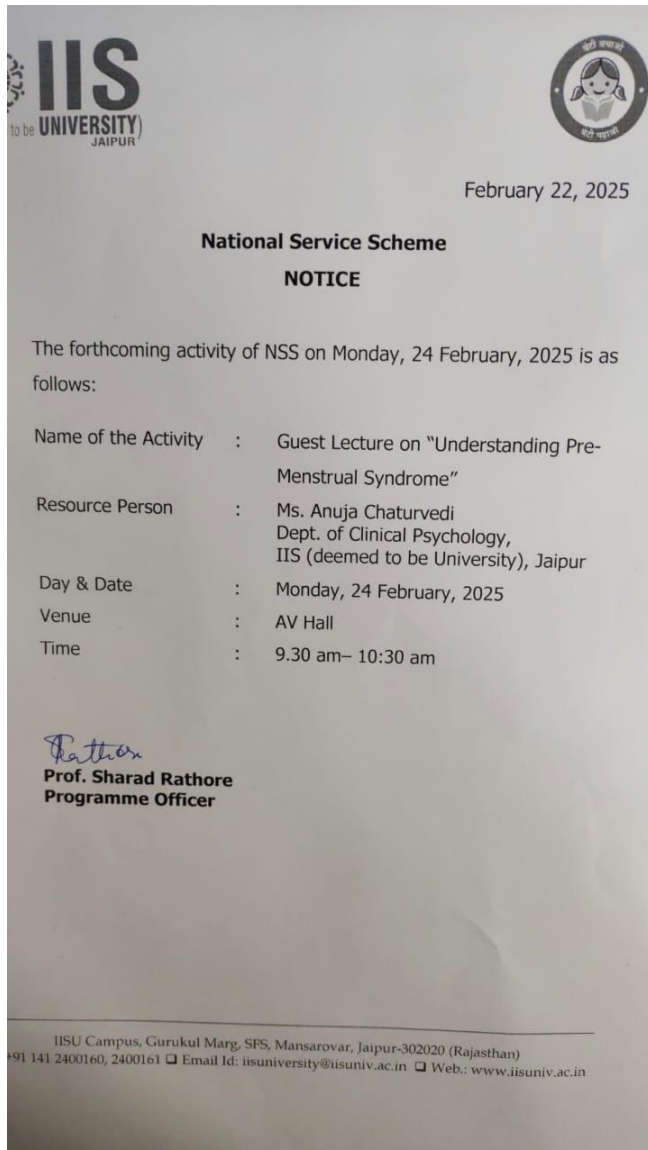 IIS
to be UNIVERSITY)
JAIPUR
बेटी बचाओ
बेटी पढ़ाओ
February 22, 2025
National Service Scheme
NOTICE
The forthcoming activity of NSS on Monday, 24 February, 2025 is as
follows:
Name of the Activity : Guest Lecture on “Understanding Pre-
Menstrual Syndrome”
Resource Person : Ms. Anuja Chaturvedi
Dept. of Clinical Psychology,
IIS (deemed to be University), Jaipur
Day & Date : Monday, 24 February, 2025
Venue : AV Hall
Time : 9.30 am– 10:30 am
Rathore
Prof. Sharad Rathore
Programme Officer
IISU Campus, Gurukul Marg, SFS, Mansarovar, Jaipur-302020 (Rajasthan)
+91 141 2400160, 2400161 ❑ Email Id: iisuniversity@iisuniv.ac.in ❑ Web.: www.iisuniv.ac.in